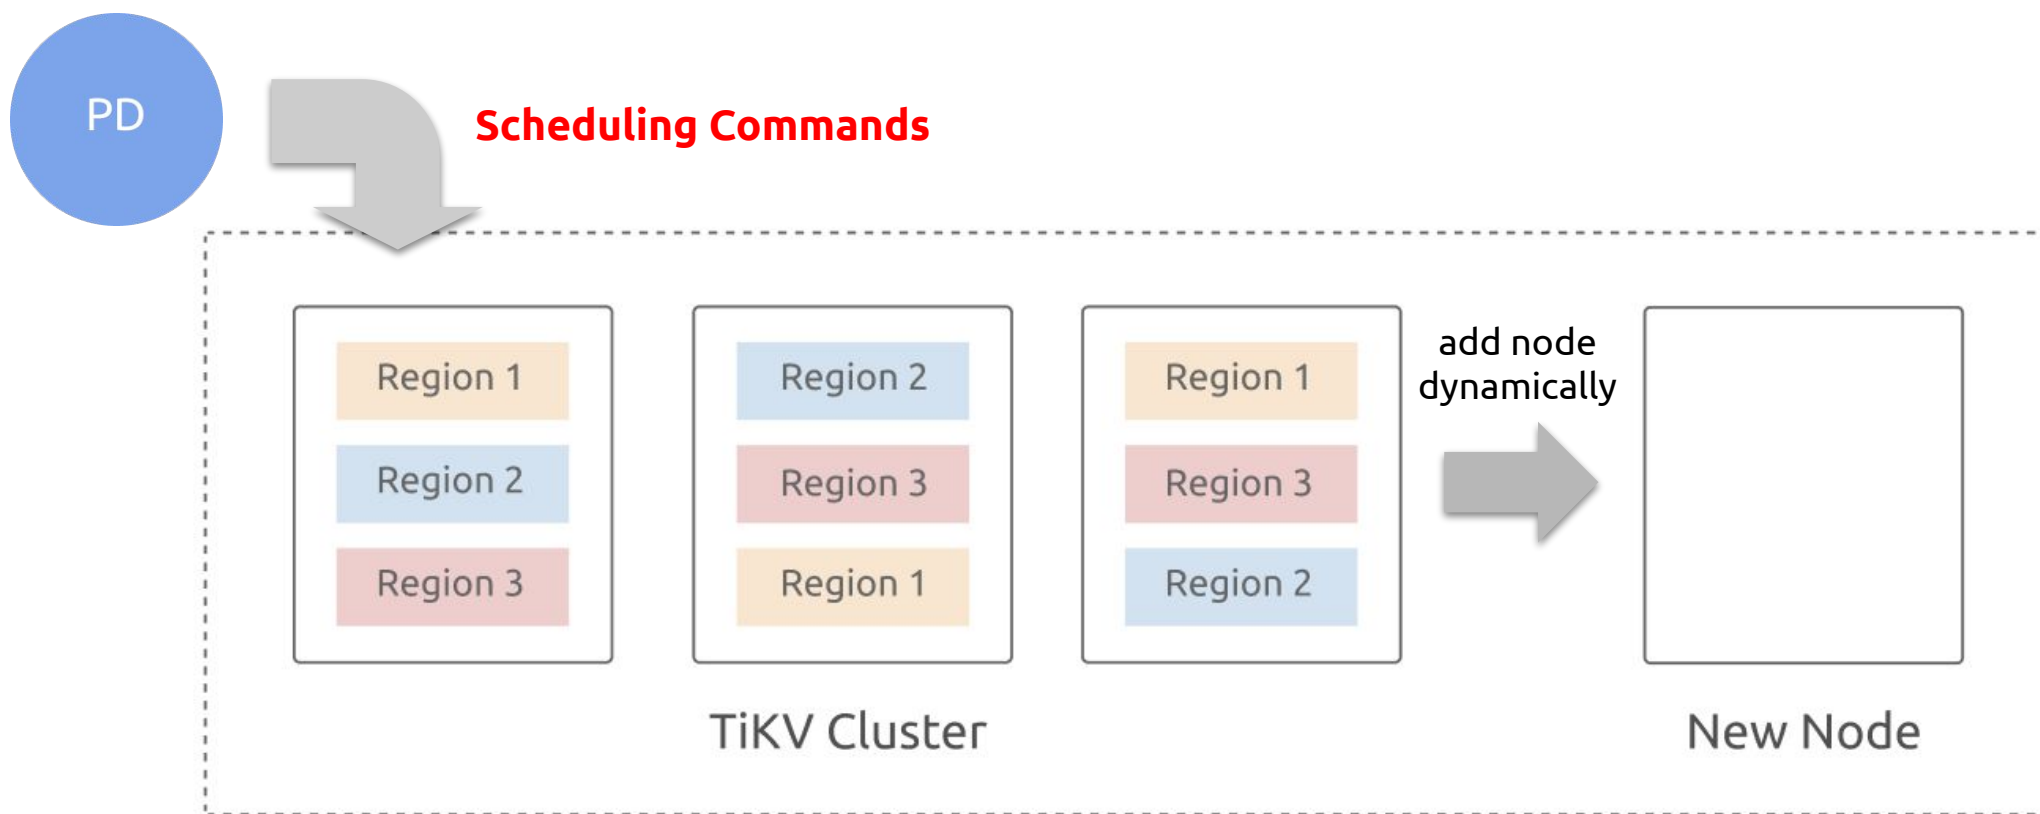 PD
Scheduling Commands
Region 1
Region 2
Region 3
Region 2
Region 3
Region 1
Region 1
Region 3
Region 2
add node
dynamically
TiKV Cluster
New Node